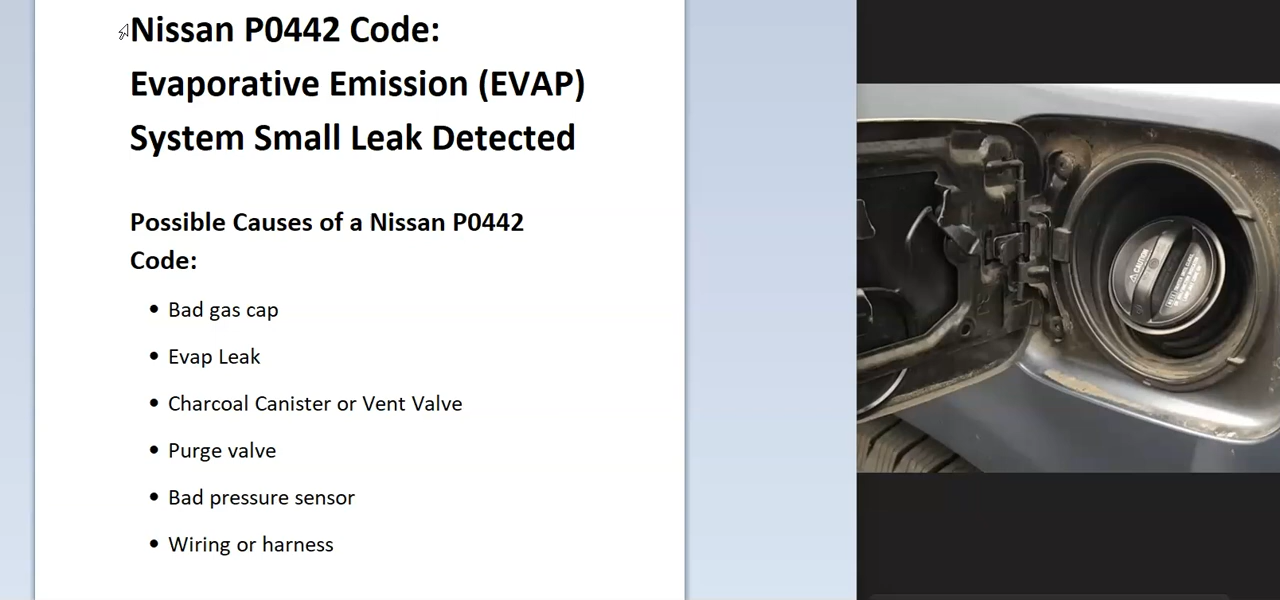 Nissan P0442 Code:
Evaporative Emission (EVAP)
System Small Leak Detected
Possible Causes of a Nissan P0442
Code:
• Bad gas cap
• Evap Leak
• Charcoal Canister or Vent Valve
• Purge valve
• Bad pressure sensor
• Wiring or harness
CAUTION